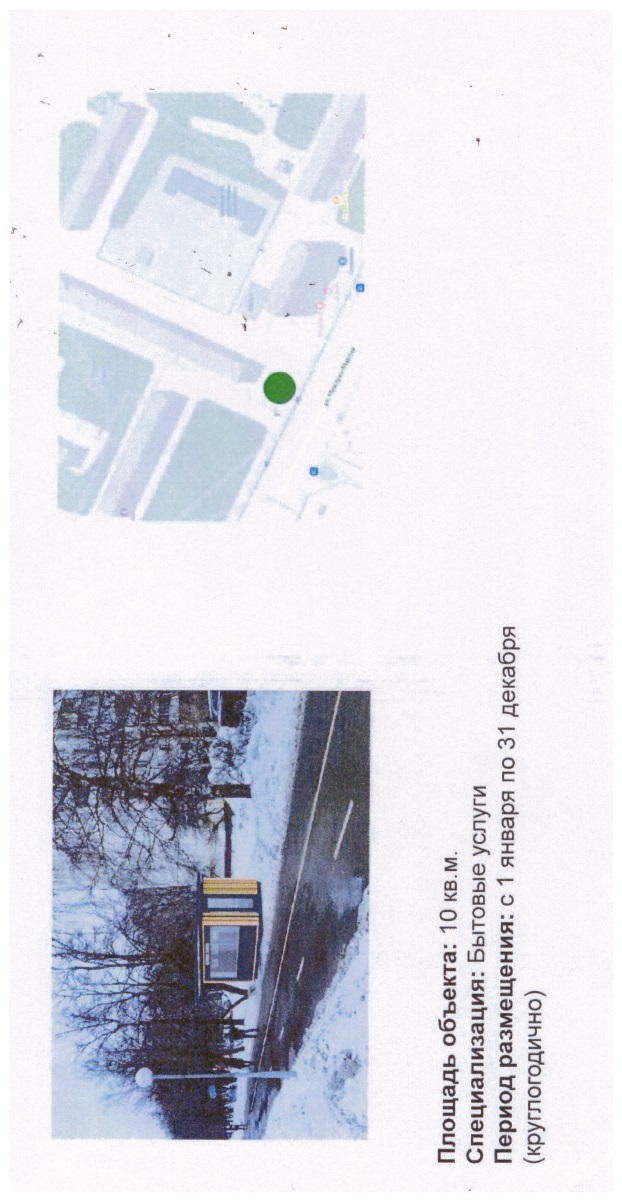 Площадь объекта: 10 кв.м.
Специализация: Бытовые услуги
Период размещения: с 1 января по 31 декабря
(круглогодично)